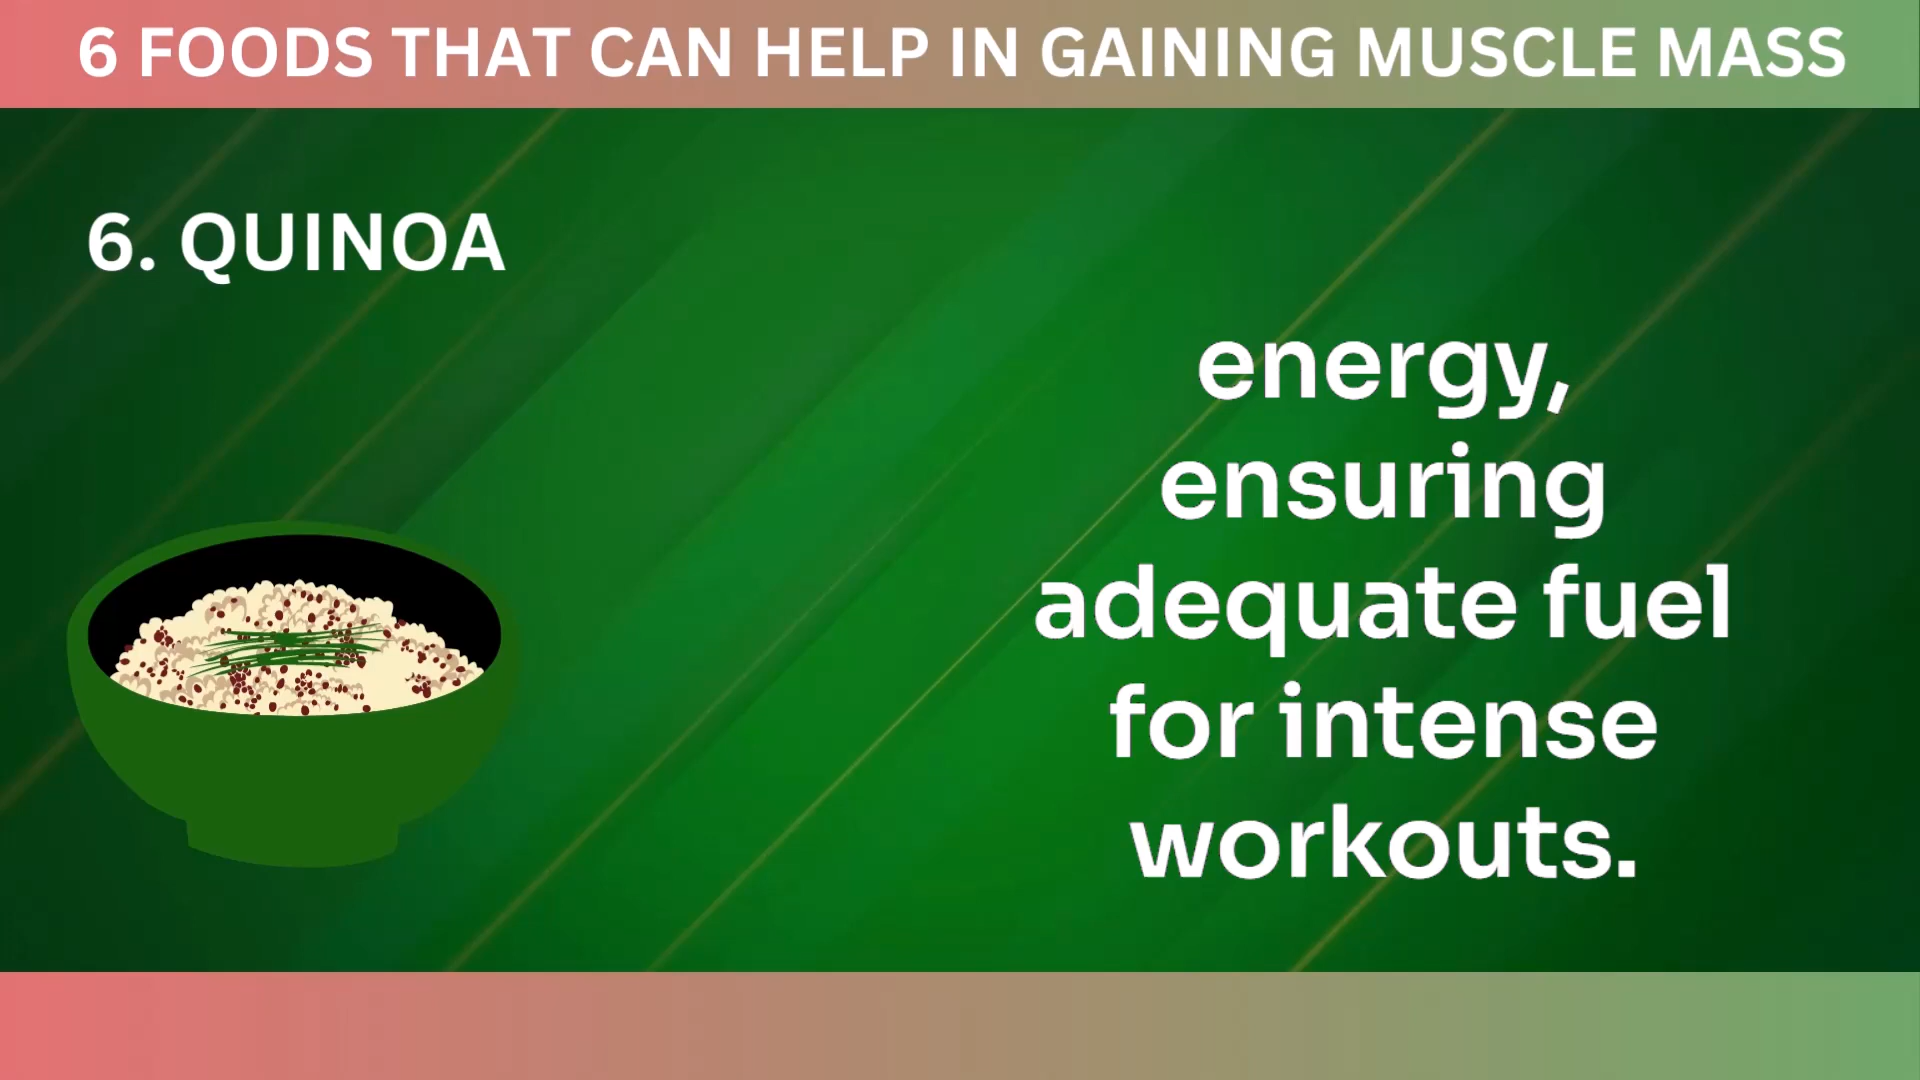 6 FOODS THAT CAN HELP IN GAINING MUSCLE MASS
6. QUINOA
energy,
ensuring
adequate fuel
for intense
workouts.